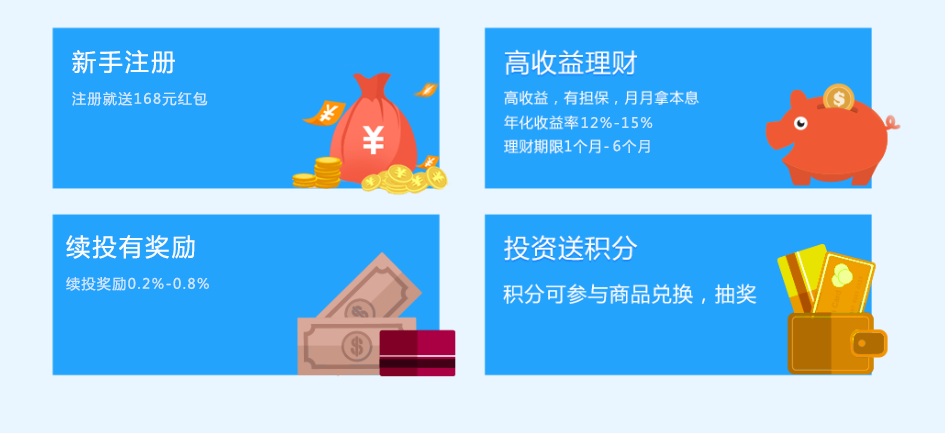 新手注册
注册就送168元红包
¥
¥
¥
¥
高收益理财
高收益，有担保，月月拿本息
年化收益率12%-15%
理财期限1个月-6个月
$
续投有奖励
续投奖励0.2%-0.8%
$
$
投资送积分
积分可参与商品兑换，抽奖